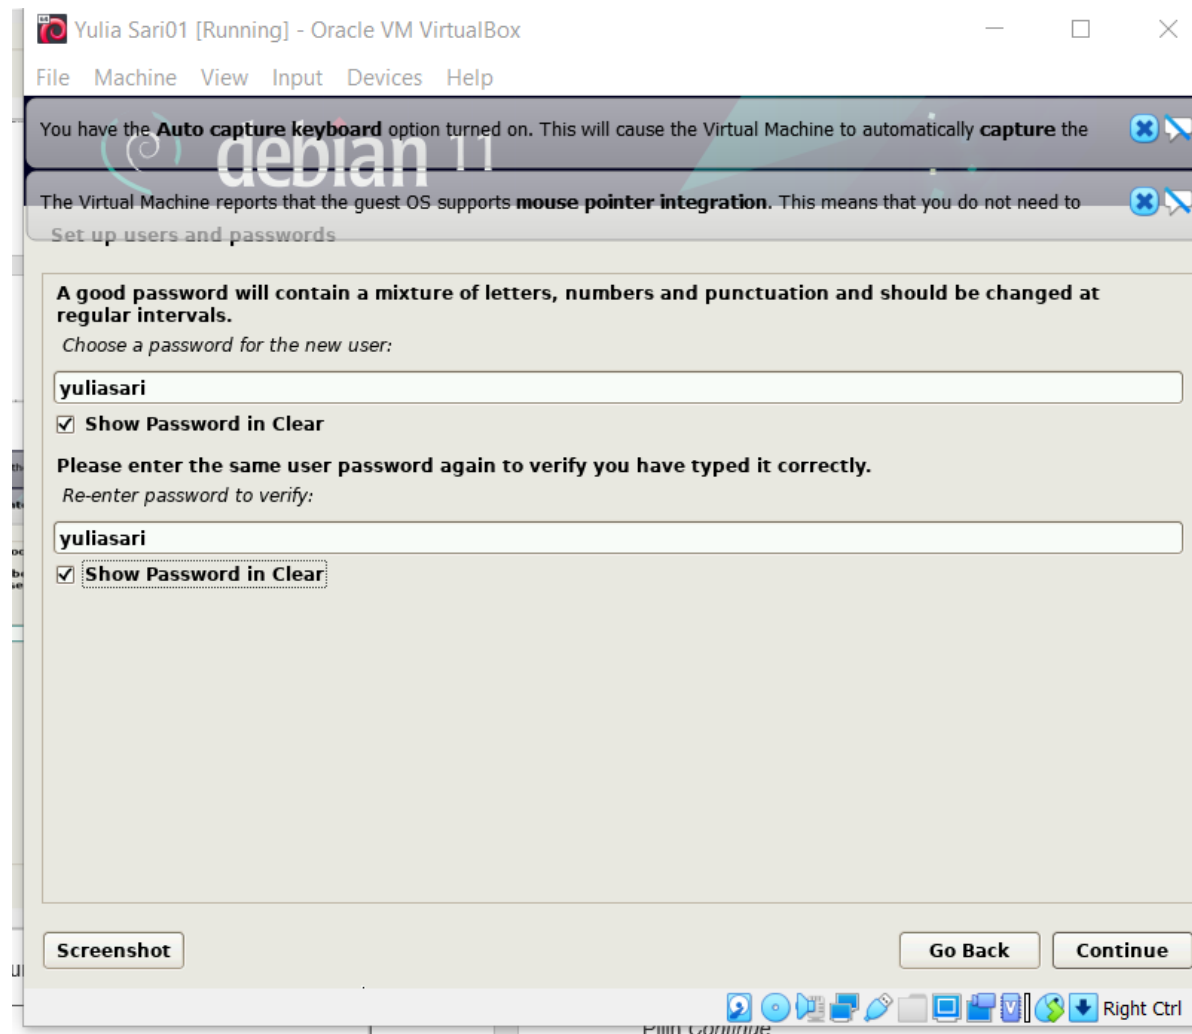 Yulia Sari01 [Running] - Oracle VM VirtualBox
File Machine View Input Devices Help
You have the Auto capture keyboard option turned on. This will cause the Virtual Machine to automatically capture the
debian 11
The Virtual Machine reports that the guest OS supports mouse pointer integration. This means that you do not need to
Set up users and passwords
A good password will contain a mixture of letters, numbers and punctuation and should be changed at
regular intervals.
Choose a password for the new user:
yuliasari
Show Password in Clear
Please enter the same user password again to verify you have typed it correctly.
Re-enter password to verify:
yuliasari
Show Password in Clear
Screenshot
Go Back
Continue
Right Ctrl
Continue